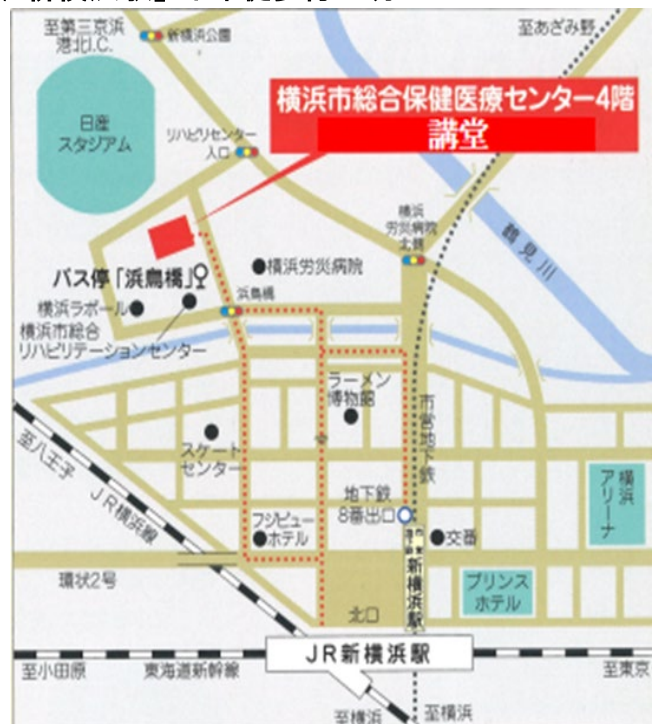 至第三京浜
港北I.C.
新横浜公園
至あざみ野
横浜市総合保健医療センター4階
講堂
日産
スタジアム
リハビリセンター
入口
横浜
労災病院
北側
鶴見川
横浜労災病院
バス停「浜鳥橋」
浜鳥橋
横浜ラポール
横浜市総合
リハビリテーションセンター
ラーメン
博物館
市営地下鉄
スケート
センター
至八王子
JR横浜線
地下鉄
8番出口
横浜
アリーナ
フジビュー
ホテル
交番
新横浜駅
プリンス
ホテル
環状2号
北口
JR新横浜駅
至小田原
東海道新幹線
至東京
至横浜
至横浜